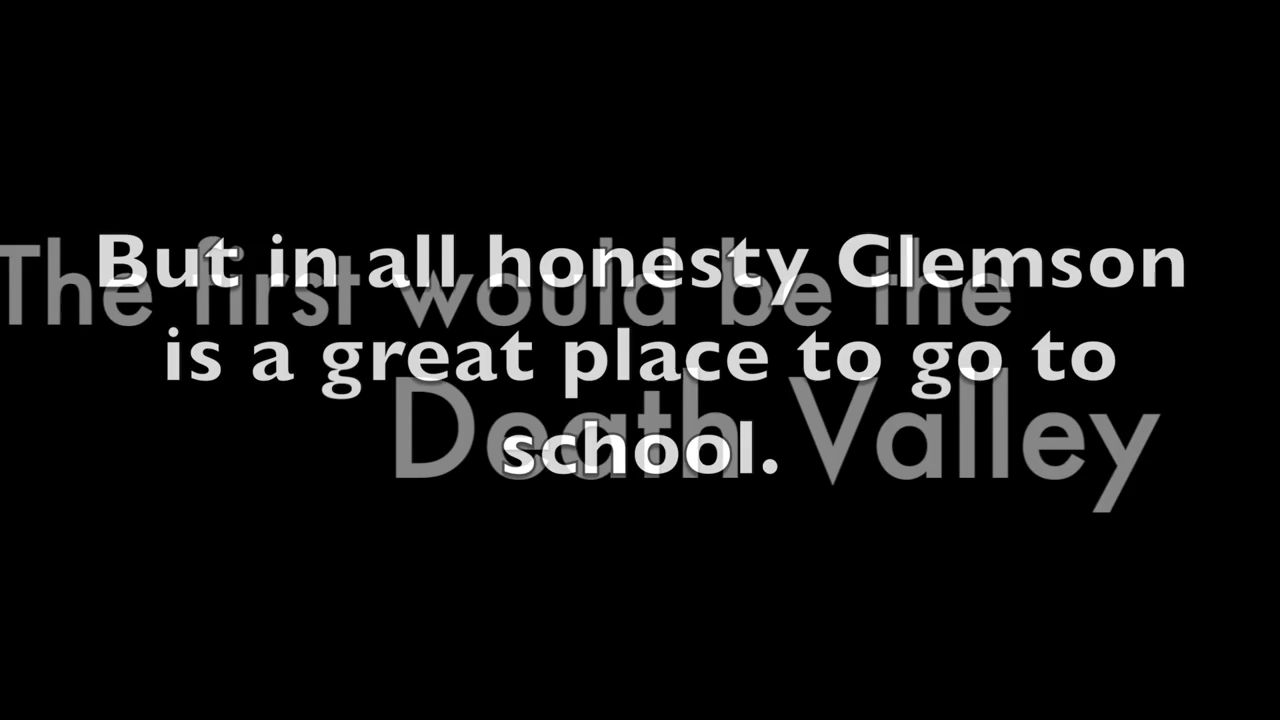 But in all honesty Clemson
is a great place to go to
school.
The first would be the
Death Valley